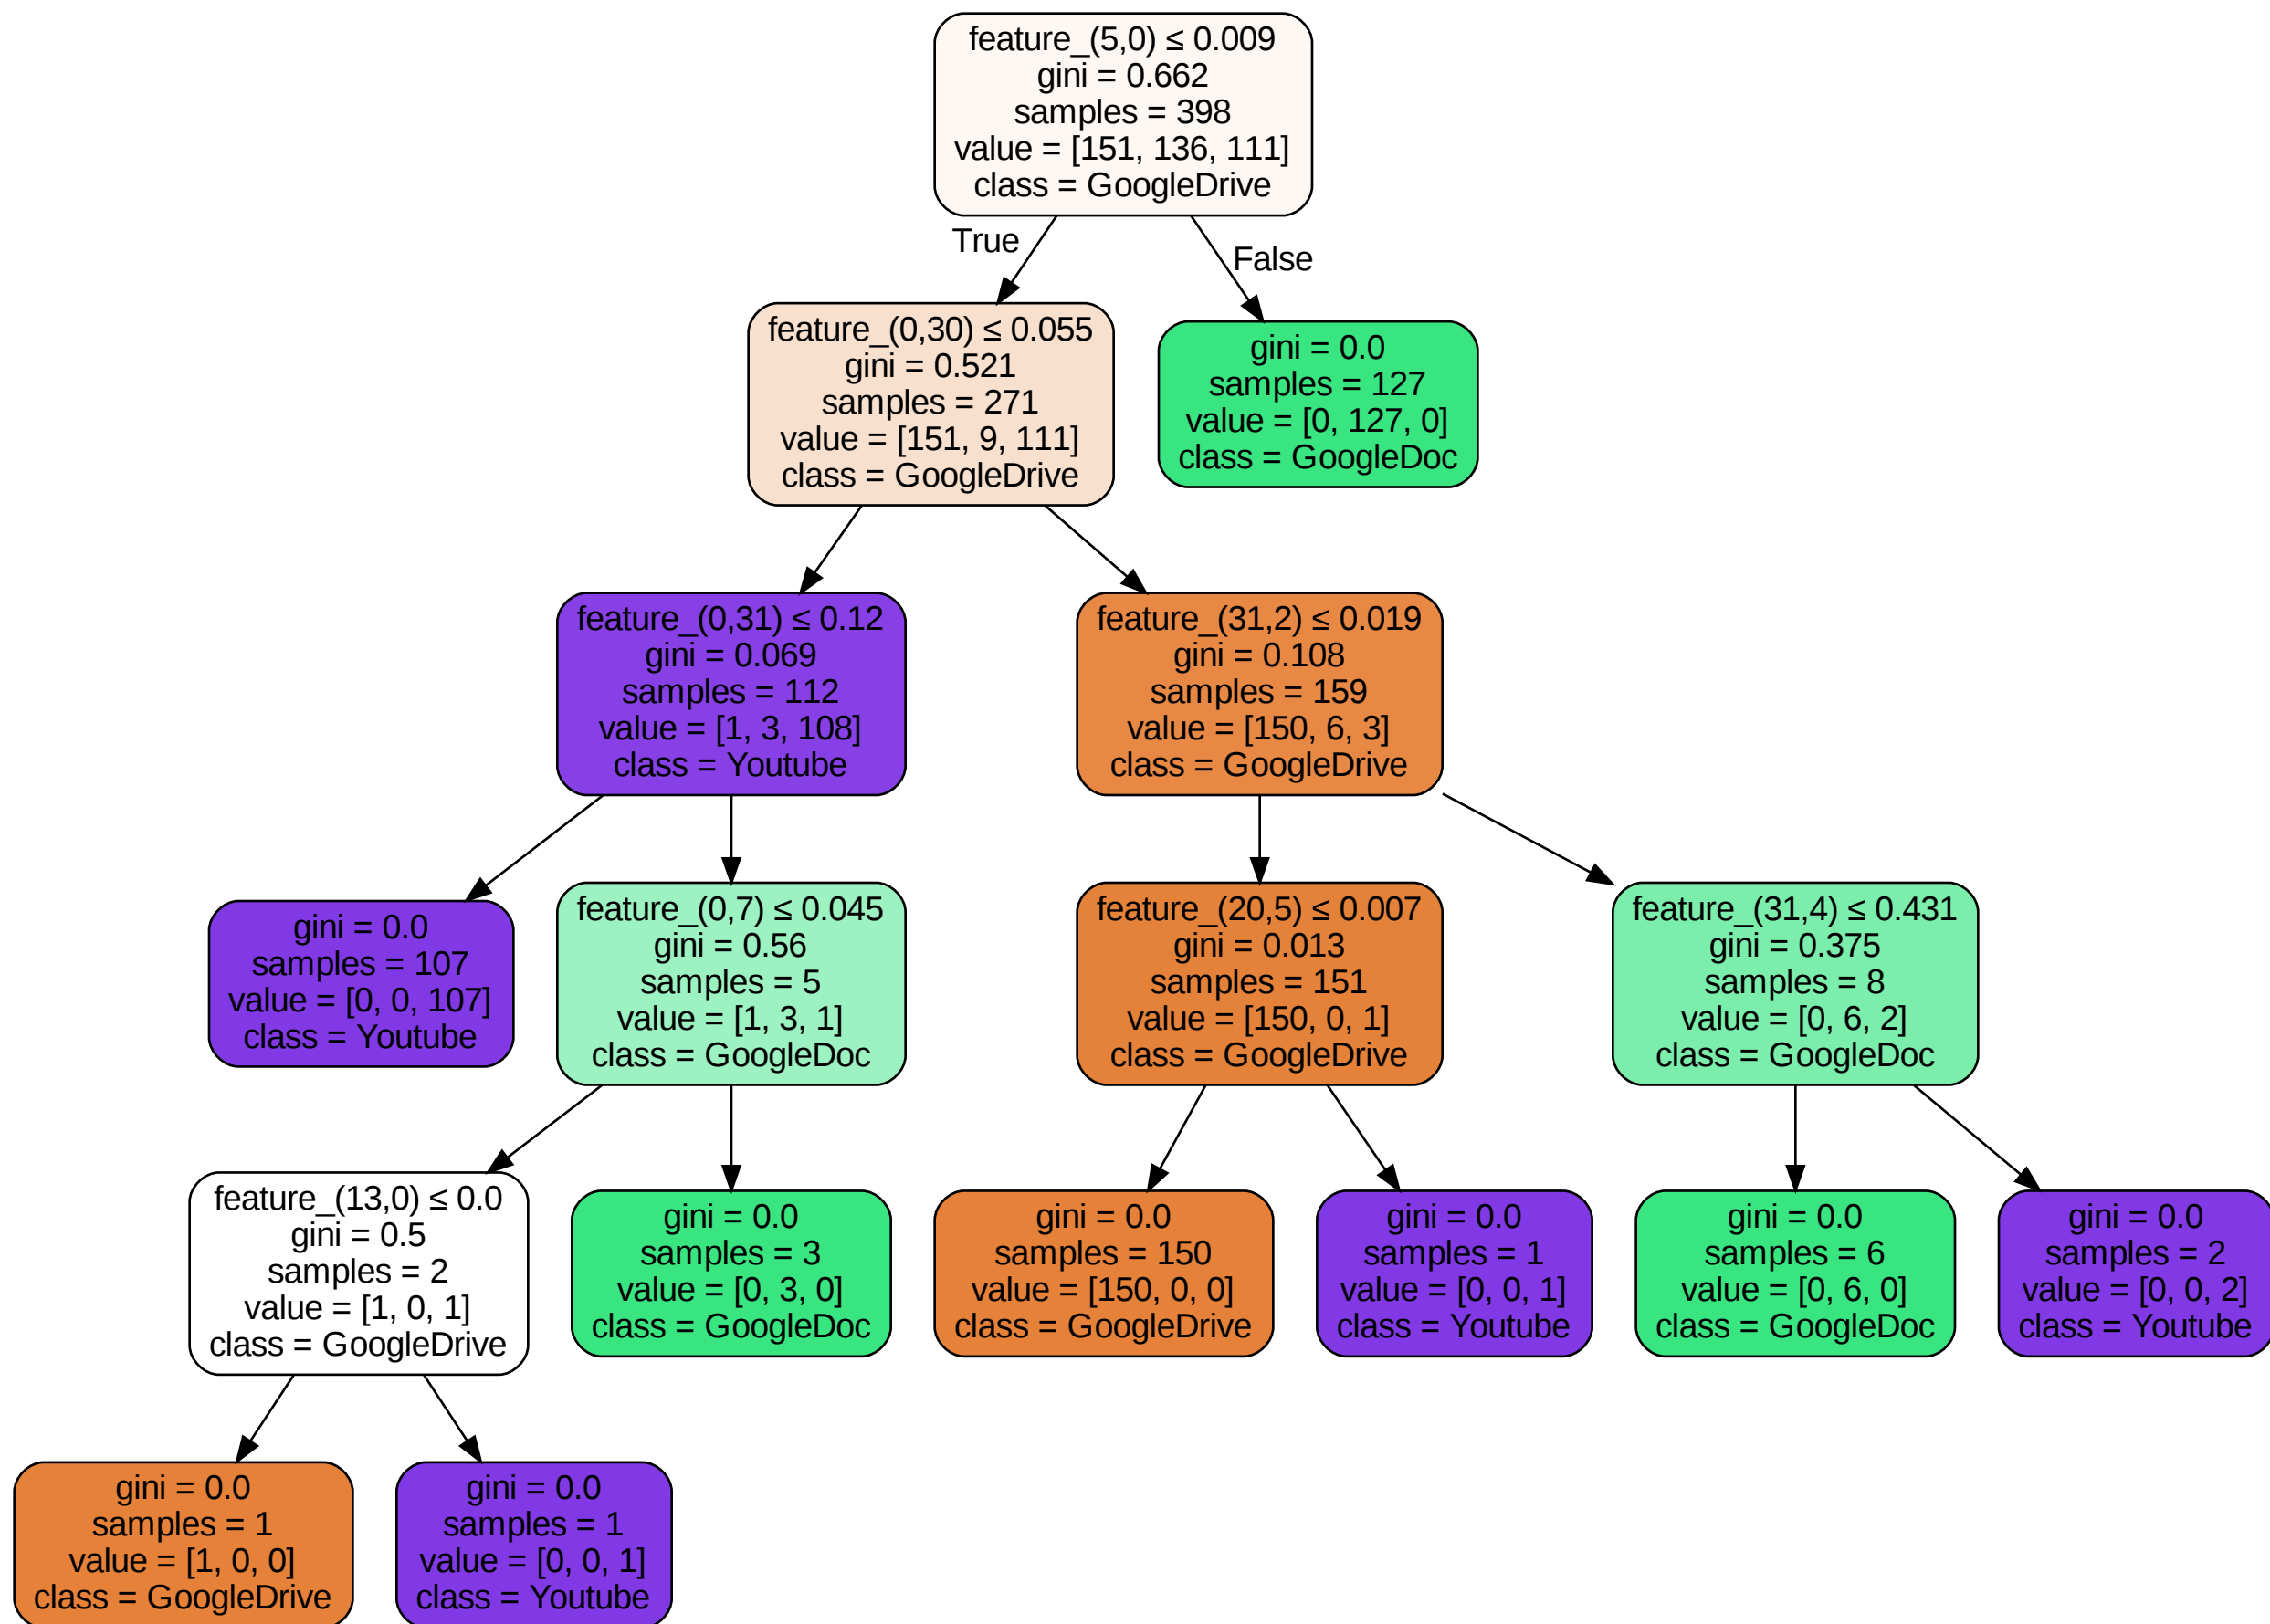 feature_(5,0) ≤ 0.009
gini = 0.662
samples = 398
value = [151, 136, 111]
class = GoogleDrive
True
False
feature_(0,30) ≤ 0.055
gini = 0.521
samples = 271
value = [151, 9, 111]
class = GoogleDrive
gini = 0.0
samples = 127
value = [0, 127, 0]
class = GoogleDoc
feature_(0,31) ≤ 0.12
gini = 0.069
samples = 112
value = [1, 3, 108]
class = Youtube
feature_(31,2) ≤ 0.019
gini = 0.108
samples = 159
value = [150, 6, 3]
class = GoogleDrive
gini = 0.0
samples = 107
value = [0, 0, 107]
class = Youtube
feature_(0,7) ≤ 0.045
gini = 0.56
samples = 5
value = [1, 3, 1]
class = GoogleDoc
feature_(20,5) ≤ 0.007
gini = 0.013
samples = 151
value = [150, 0, 1]
class = GoogleDrive
feature_(31,4) ≤ 0.431
gini = 0.375
samples = 8
value = [0, 6, 2]
class = GoogleDoc
feature_(13,0) ≤ 0.0
gini = 0.5
samples = 2
value = [1, 0, 1]
class = GoogleDrive
gini = 0.0
samples = 3
value = [0, 3, 0]
class = GoogleDoc
gini = 0.0
samples = 150
value = [150, 0, 0]
class = GoogleDrive
gini = 0.0
samples = 1
value = [0, 0, 1]
class = Youtube
gini = 0.0
samples = 6
value = [0, 6, 0]
class = GoogleDoc
gini = 0.0
samples = 2
value = [0, 0, 2]
class = Youtube
gini = 0.0
samples = 1
value = [1, 0, 0]
class = GoogleDrive
gini = 0.0
samples = 1
value = [0, 0, 1]
class = Youtube